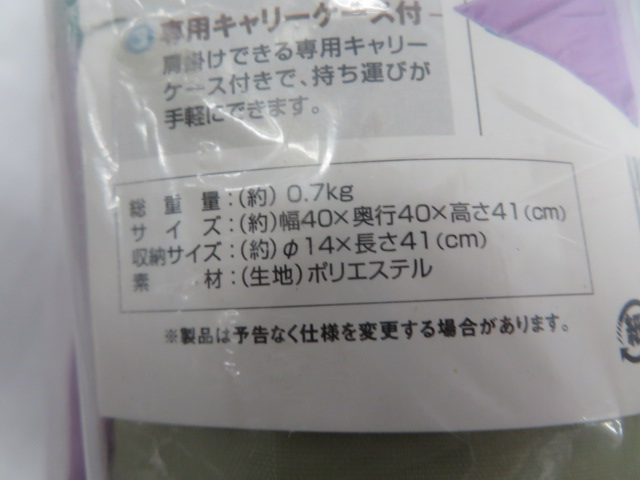 専用キャリーケース付
肩掛けできる専用キャリー
ケース付きで、持ち運びが
手軽にできます。
総重量:(約) 0.7kg
サイズ:(約)幅40×奥行40×高さ41(cm)
収納サイズ:(約)φ14×長さ41(cm)
素材:(生地)ポリエステル
※製品は予告なく仕様を変更する場合があります。